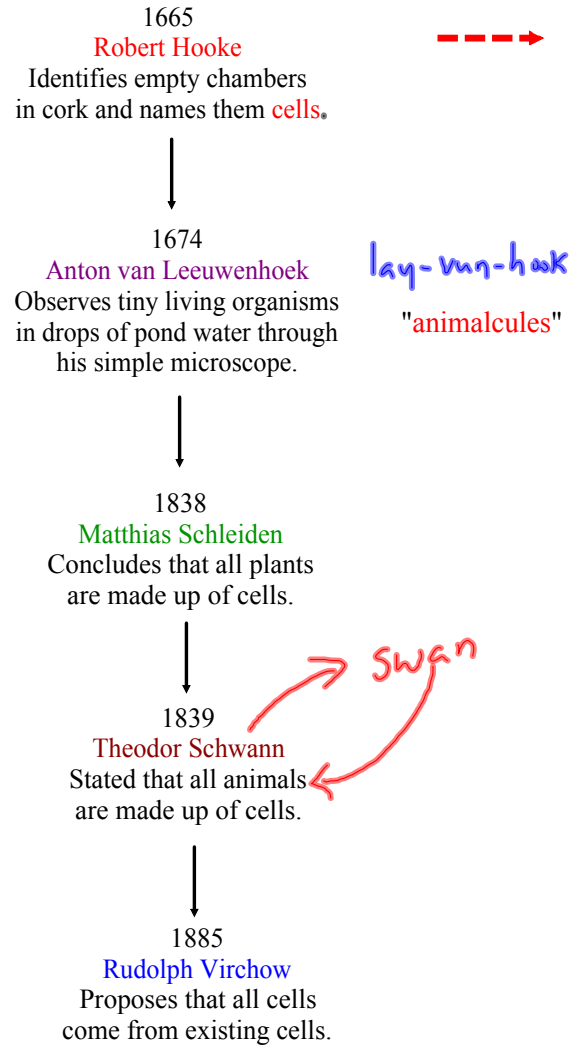 1665
Robert Hooke
Identifies empty chambers
in cork and names them cells.
1674
Anton van Leeuwenhoek
lay-vun-hook
Observes tiny living organisms
"animalcules"
in drops of pond water through
his simple microscope.
1838
Matthias Schleiden
Concludes that all plants
are made up of cells.
swan
1839
Theodor Schwann
Stated that all animals
are made up of cells.
1885
Rudolph Virchow
Proposes that all cells
come from existing cells.